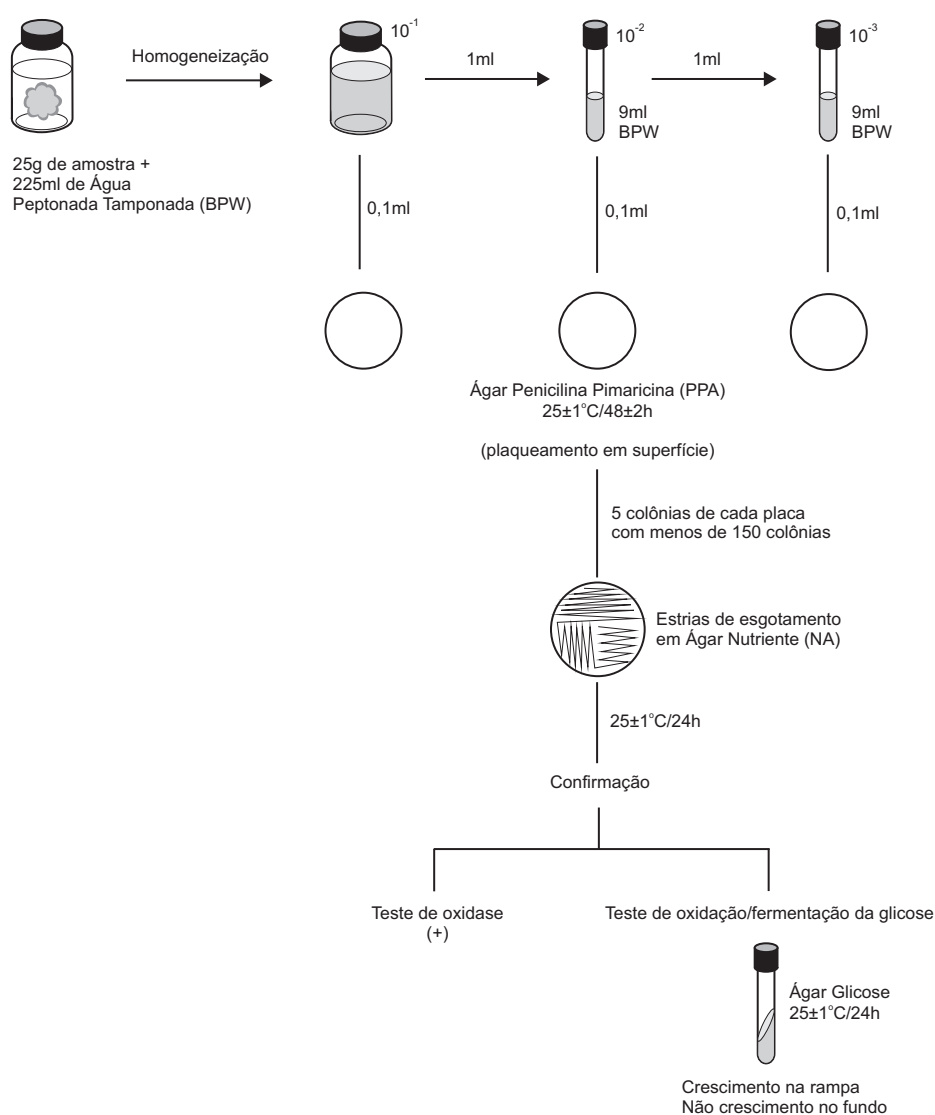 Homogeneização
10⁻¹
1ml
10⁻²
1ml
10⁻³
9ml
BPW
9ml
BPW
25g de amostra +
225ml de Água
Peptonada Tamponada (BPW)
0,1ml
0,1ml
0,1ml
Ágar Penicilina Pimaricina (PPA)
25±1°C/48±2h
(plaqueamento em superfície)
5 colônias de cada placa
com menos de 150 colônias
Estrias de esgotamento
em Ágar Nutriente (NA)
25±1°C/24h
Confirmação
Teste de oxidase
(+)
Teste de oxidação/fermentação da glicose
Ágar Glicose
25±1°C/24h
Crescimento na rampa
Não crescimento no fundo